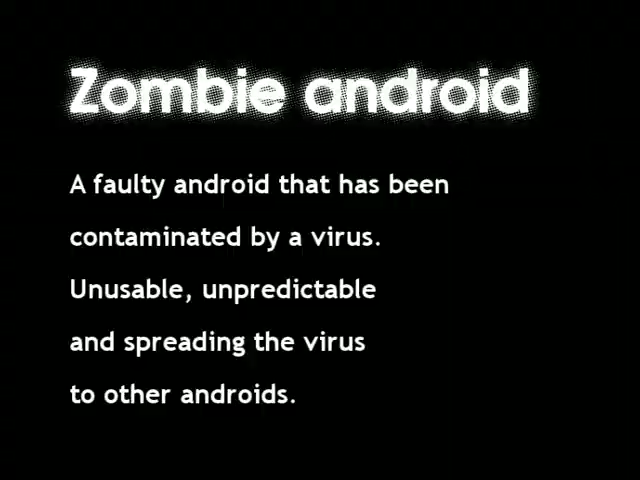 Zombie android
A faulty android that has been
contaminated by a virus.
Unusable, unpredictable
and spreading the virus
to other androids.